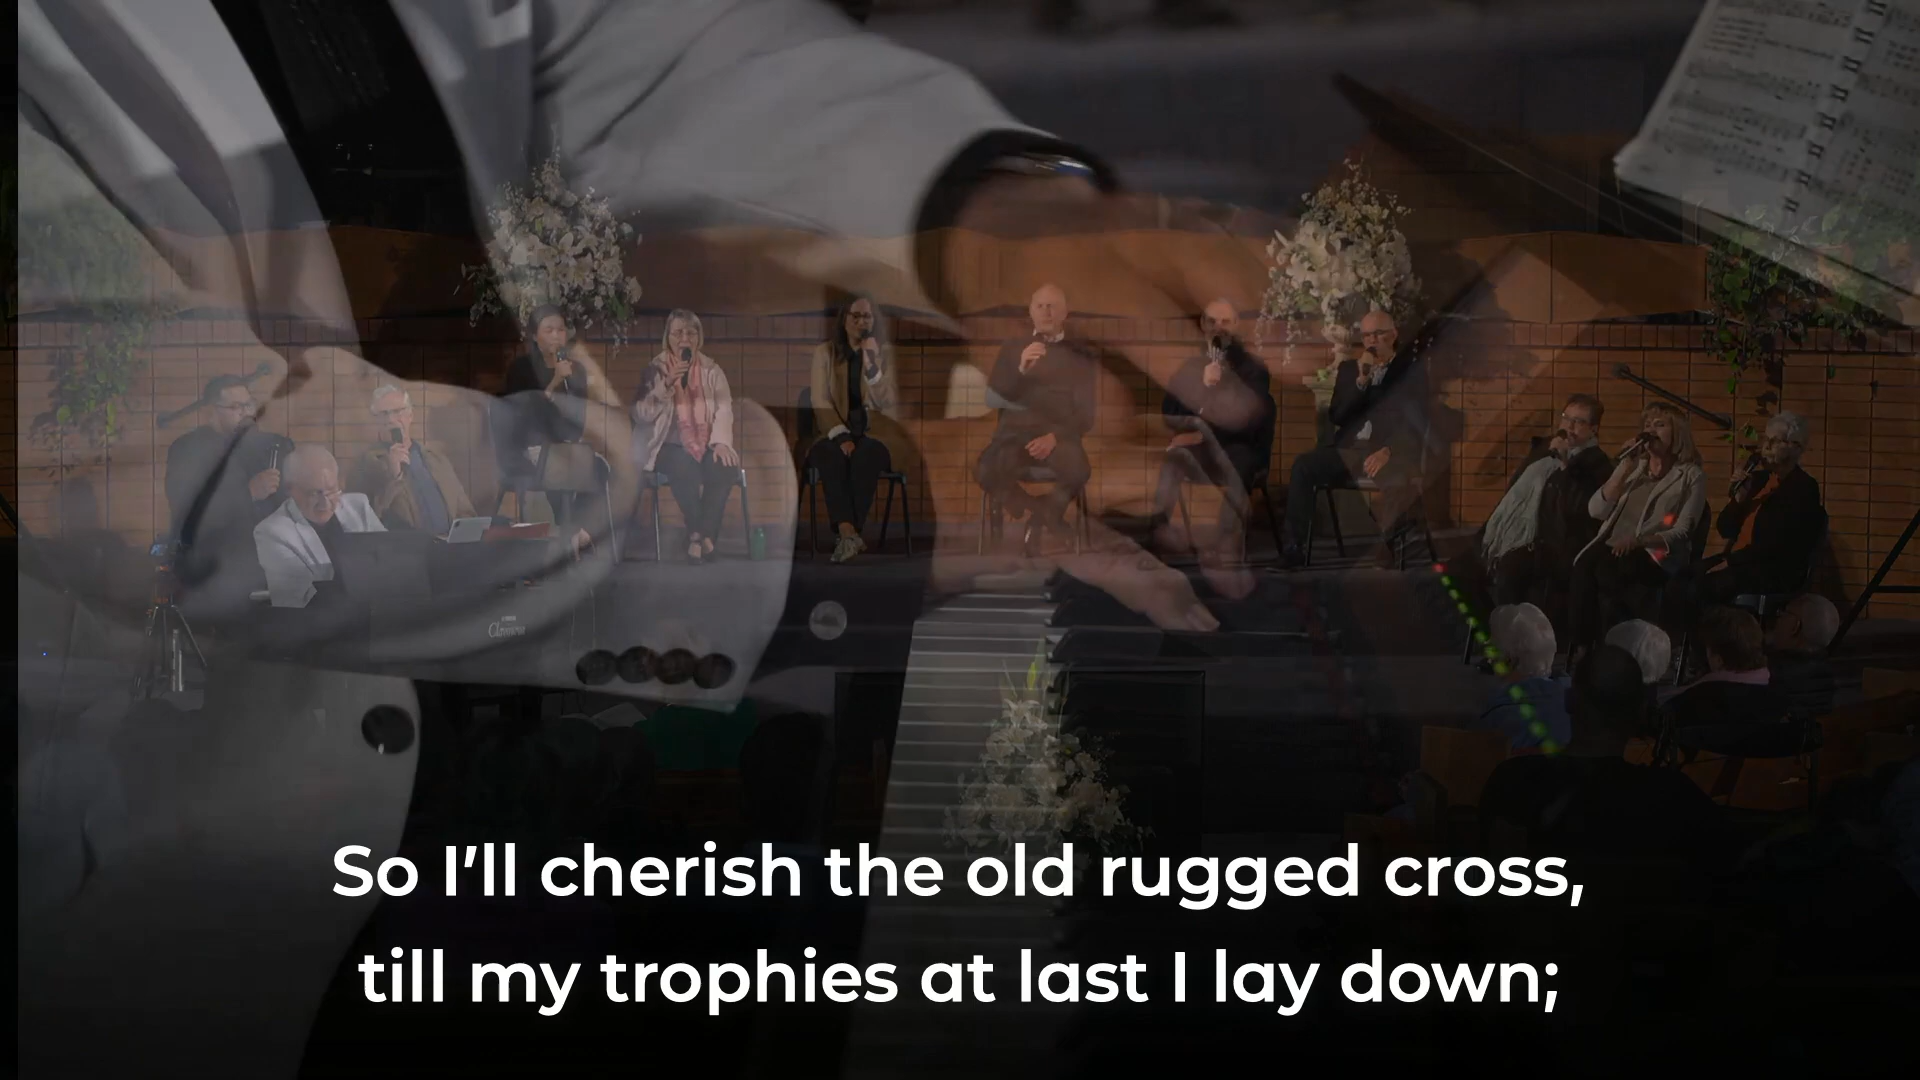 So I’ll cherish the old rugged cross,
till my trophies at last I lay down;